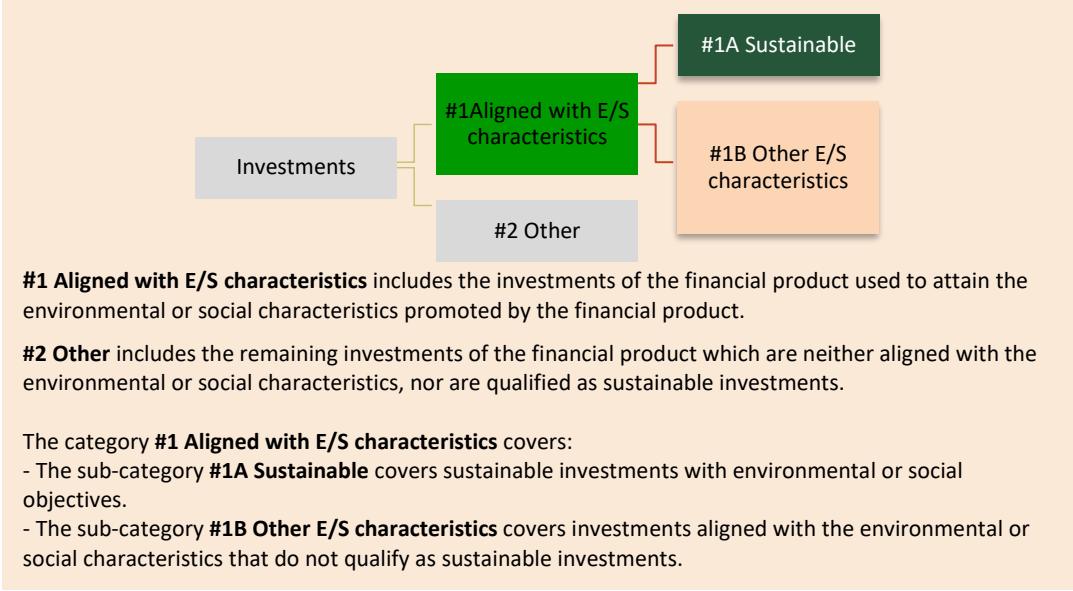 #1A Sustainable
#1Aligned with E/S
characteristics
#1B Other E/S
characteristics
Investments
#2 Other
#1 Aligned with E/S characteristics includes the investments of the financial product used to attain the
environmental or social characteristics promoted by the financial product.
#2 Other includes the remaining investments of the financial product which are neither aligned with the
environmental or social characteristics, nor are qualified as sustainable investments.
The category #1 Aligned with E/S characteristics covers:
- The sub-category #1A Sustainable covers sustainable investments with environmental or social
objectives.
- The sub-category #1B Other E/S characteristics covers investments aligned with the environmental or
social characteristics that do not qualify as sustainable investments.